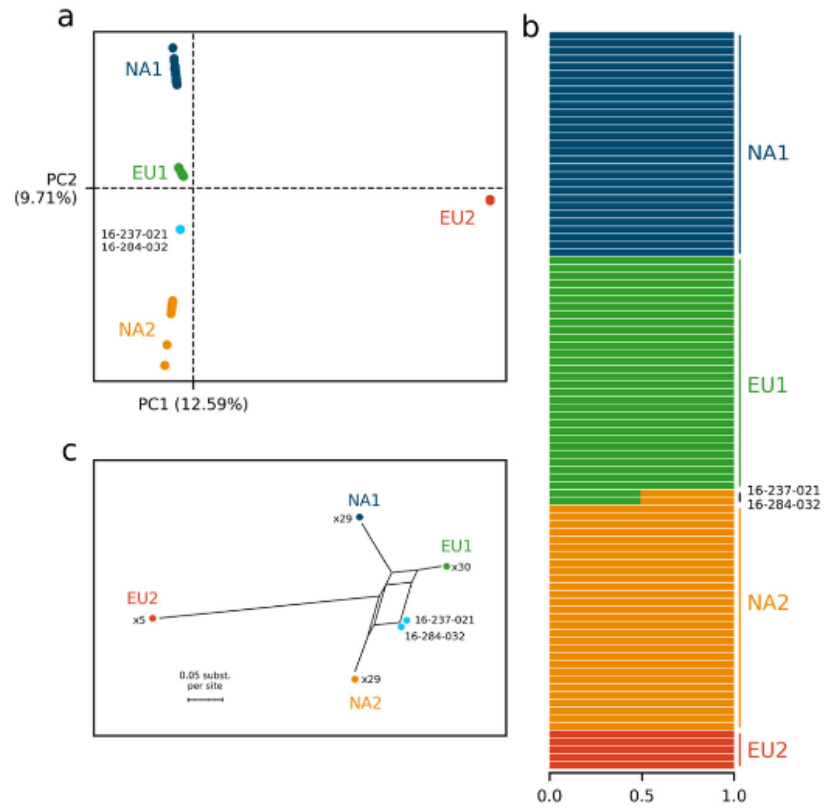 a
NA1
EU1
PC2
(9.71%)
EU2
16-237-021
16-284-032
NA2
PC1 (12.59%)
b
NA1
EU1
16-237-021
16-284-032
NA2
EU2
0.0 0.5 1.0
c
NA1
x29
EU1
x30
EU2
x5
16-237-021
16-284-032
0.05 subst.
per site
x29
NA2